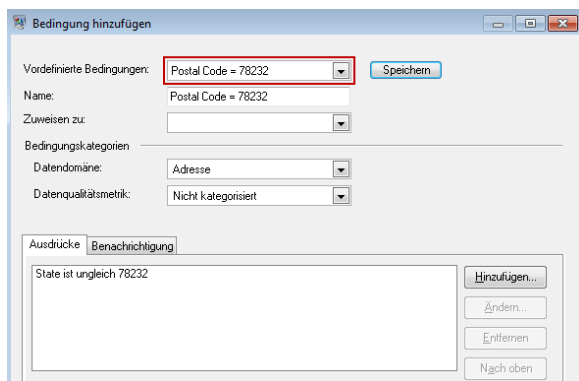 Bedingung hinzufügen
Vordefinierte Bedingungen: Postal Code = 78232 Speichern
Name: Postal Code = 78232
Zuweisen zu:
Bedingungskategorien
Datendomäne: Adresse
Datenqualitätsmetrik: Nicht kategorisiert
Ausdrücke Benachrichtigung
State ist ungleich 78232 Hinzufügen...
Ändern...
Entfernen
Nach oben